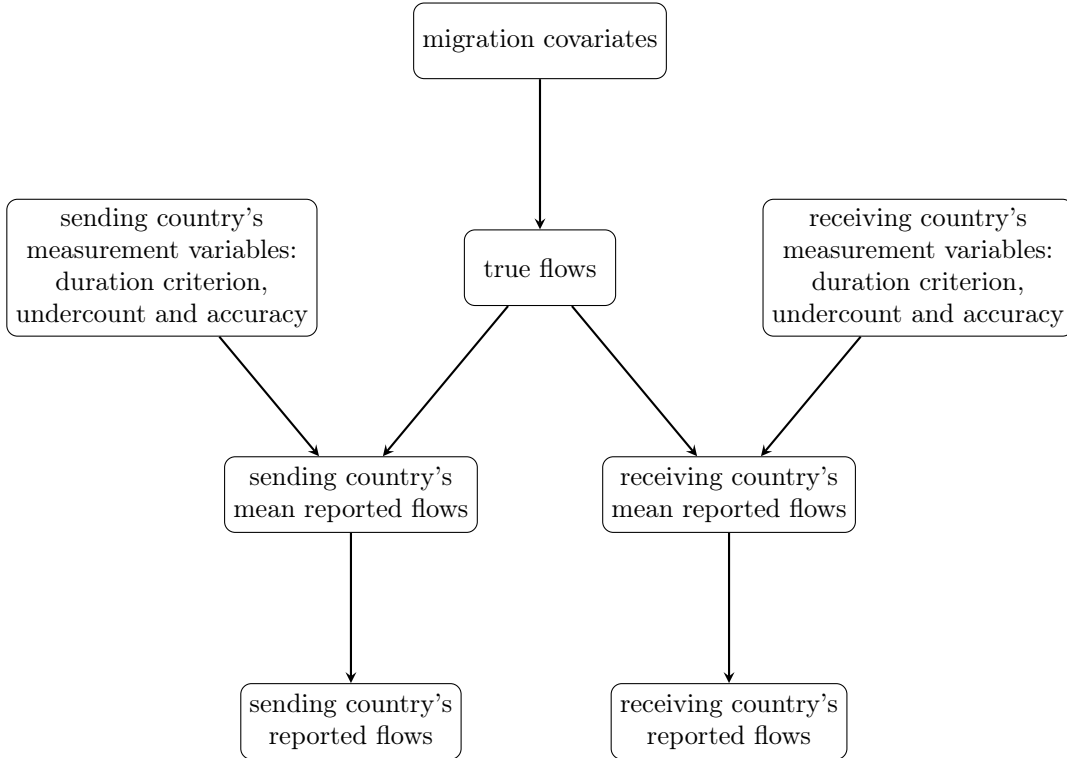 migration covariates
sending country's
measurement variables:
duration criterion,
undercount and accuracy
true flows
receiving country's
measurement variables:
duration criterion,
undercount and accuracy
sending country's
mean reported flows
receiving country's
mean reported flows
sending country's
reported flows
receiving country's
reported flows